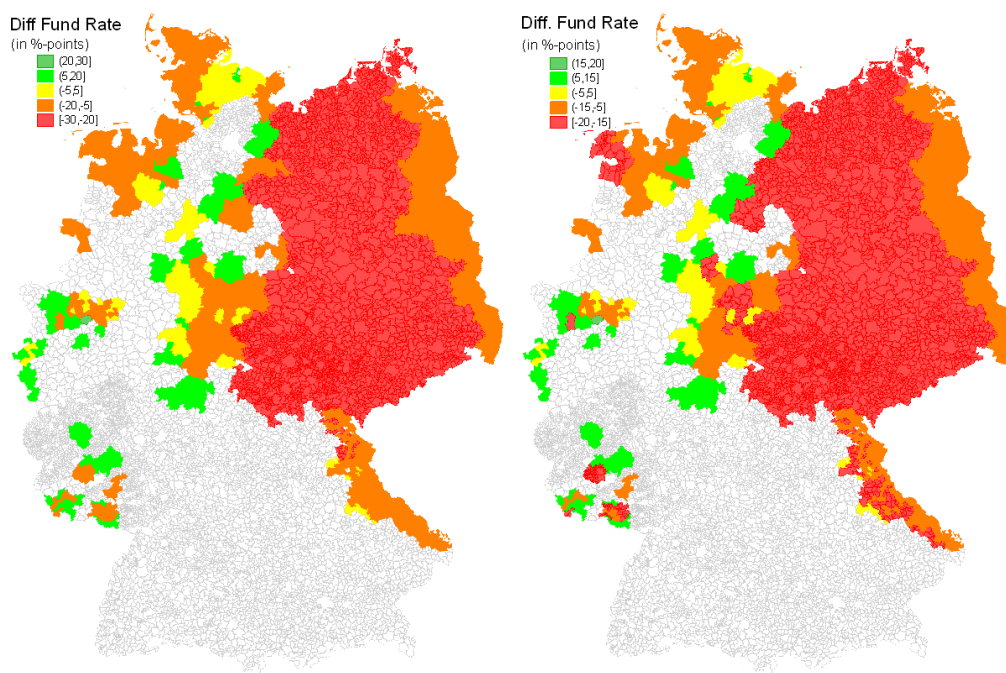 Diff Fund Rate
(in %-points)
(20,30]
(5,20]
(-5,5]
(-20,-5]
[-30,-20]
Diff. Fund Rate
(in %-points)
(15,20]
(5,15]
(-5,5]
(-15,-5]
[-20,-15]